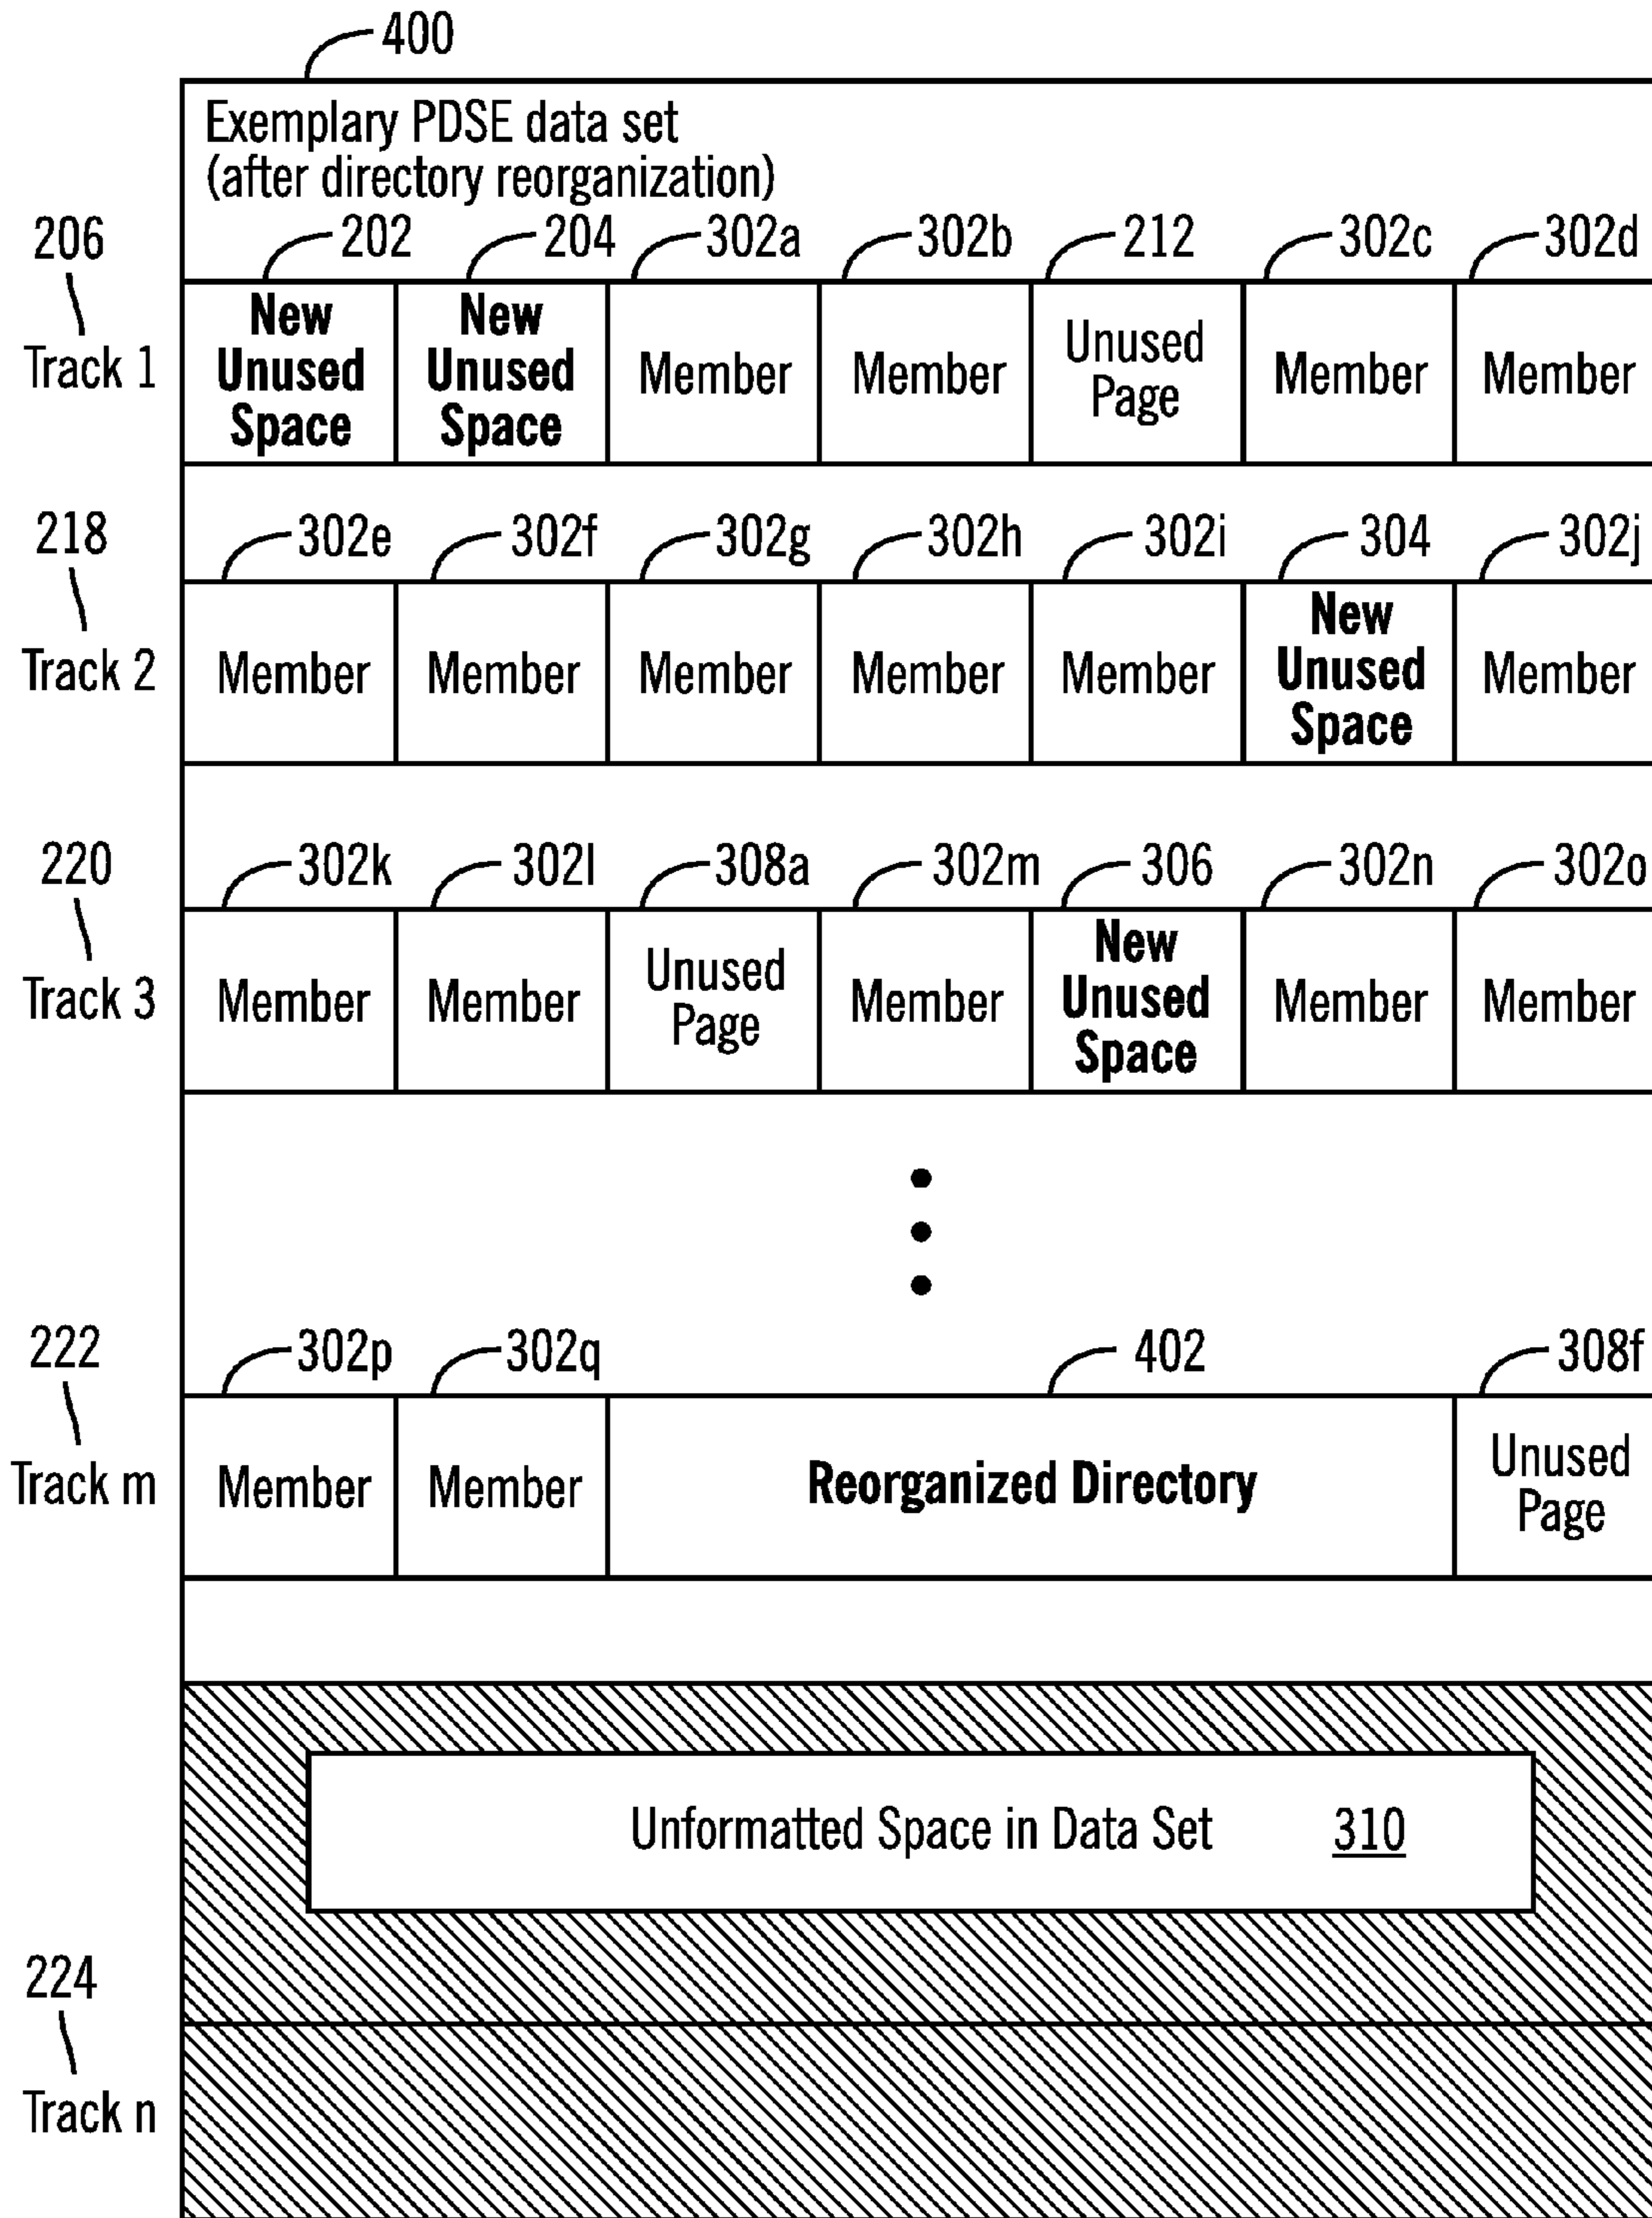 400
Exemplary PDSE data set
(after directory reorganization)
206 202 204 302a 302b 212 302c 302d
Track 1
New Unused Space
New Unused Space
Member
Member
Unused Page
Member
Member
218 302e 302f 302g 302h 302i 304 302j
Track 2
Member
Member
Member
Member
Member
New Unused Space
Member
220 302k 302l 308a 302m 306 302n 302o
Track 3
Member
Member
Unused Page
Member
New Unused Space
Member
Member
222 302p 302q 402 308f
Track m
Member
Member
Reorganized Directory
Unused Page
Unformatted Space in Data Set 310
224
Track n